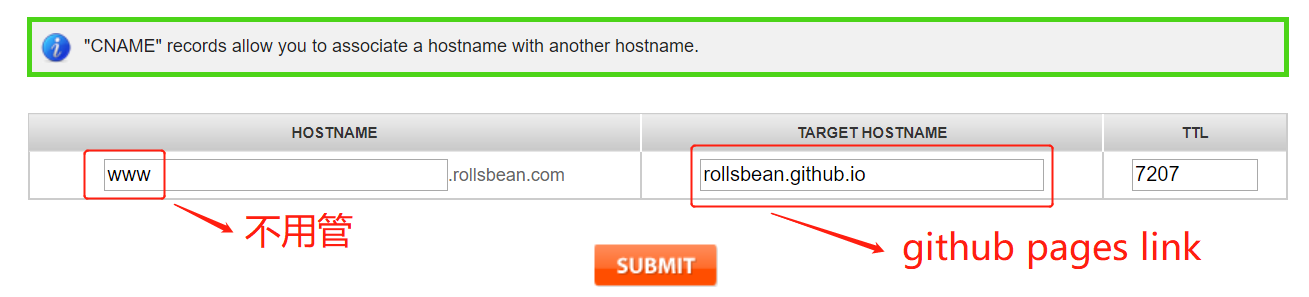 "CNAME" records allow you to associate a hostname with another hostname.
HOSTNAME TARGET HOSTNAME TTL
www .rollsbean.com rollsbean.github.io 7207
不用管
github pages link
SUBMIT